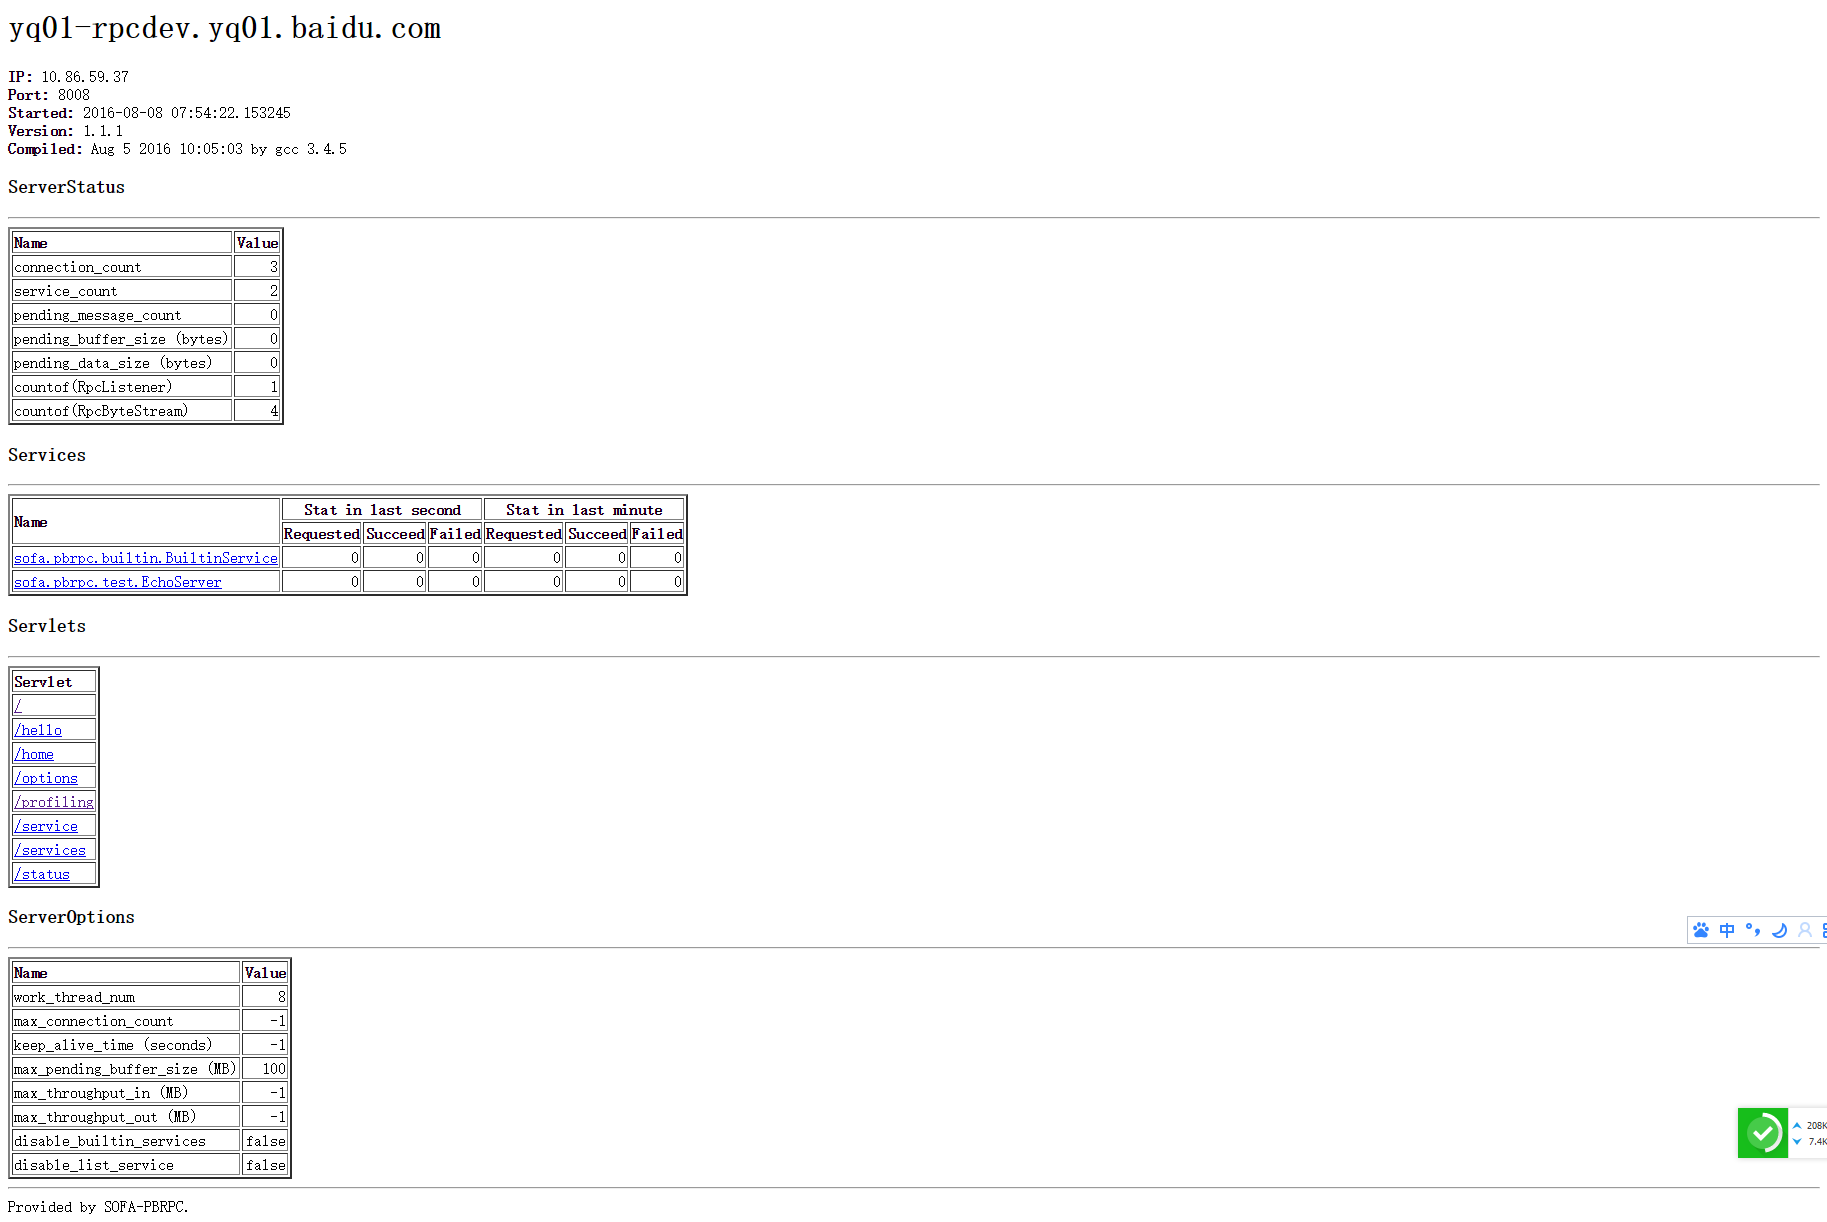 yq01-rpcdev.yq01.baidu.com
IP: 10.86.59.37
Port: 8008
Started: 2016-08-08 07:54:22.153245
Version: 1.1.1
Compiled: Aug 5 2016 10:05:03 by gcc 3.4.5
ServerStatus
Name Value
connection_count 3
service_count 2
pending_message_count 0
pending_buffer_size (bytes) 0
pending_data_size (bytes) 0
countof(RpcListener) 1
countof(RpcByteStream) 4
Services
Name Stat in last second Stat in last minute
Requested Succeed Failed Requested Succeed Failed
sofa.pbrpc.builtin.BuiltinService 0 0 0 0 0 0
sofa.pbrpc.test.EchoServer 0 0 0 0 0 0
Servlets
Servlet
/
/hello
/home
/options
/profiling
/service
/services
/status
ServerOptions
中
Name Value
work_thread_num 8
max_connection_count -1
keep_alive_time (seconds) -1
max_pending_buffer_size (MB) 100
max_throughput_in (MB) -1
max_throughput_out (MB) -1
208K
disable_builtin_services false
7.4K
disable_list_service false
Provided by SOFA-PBRPC.